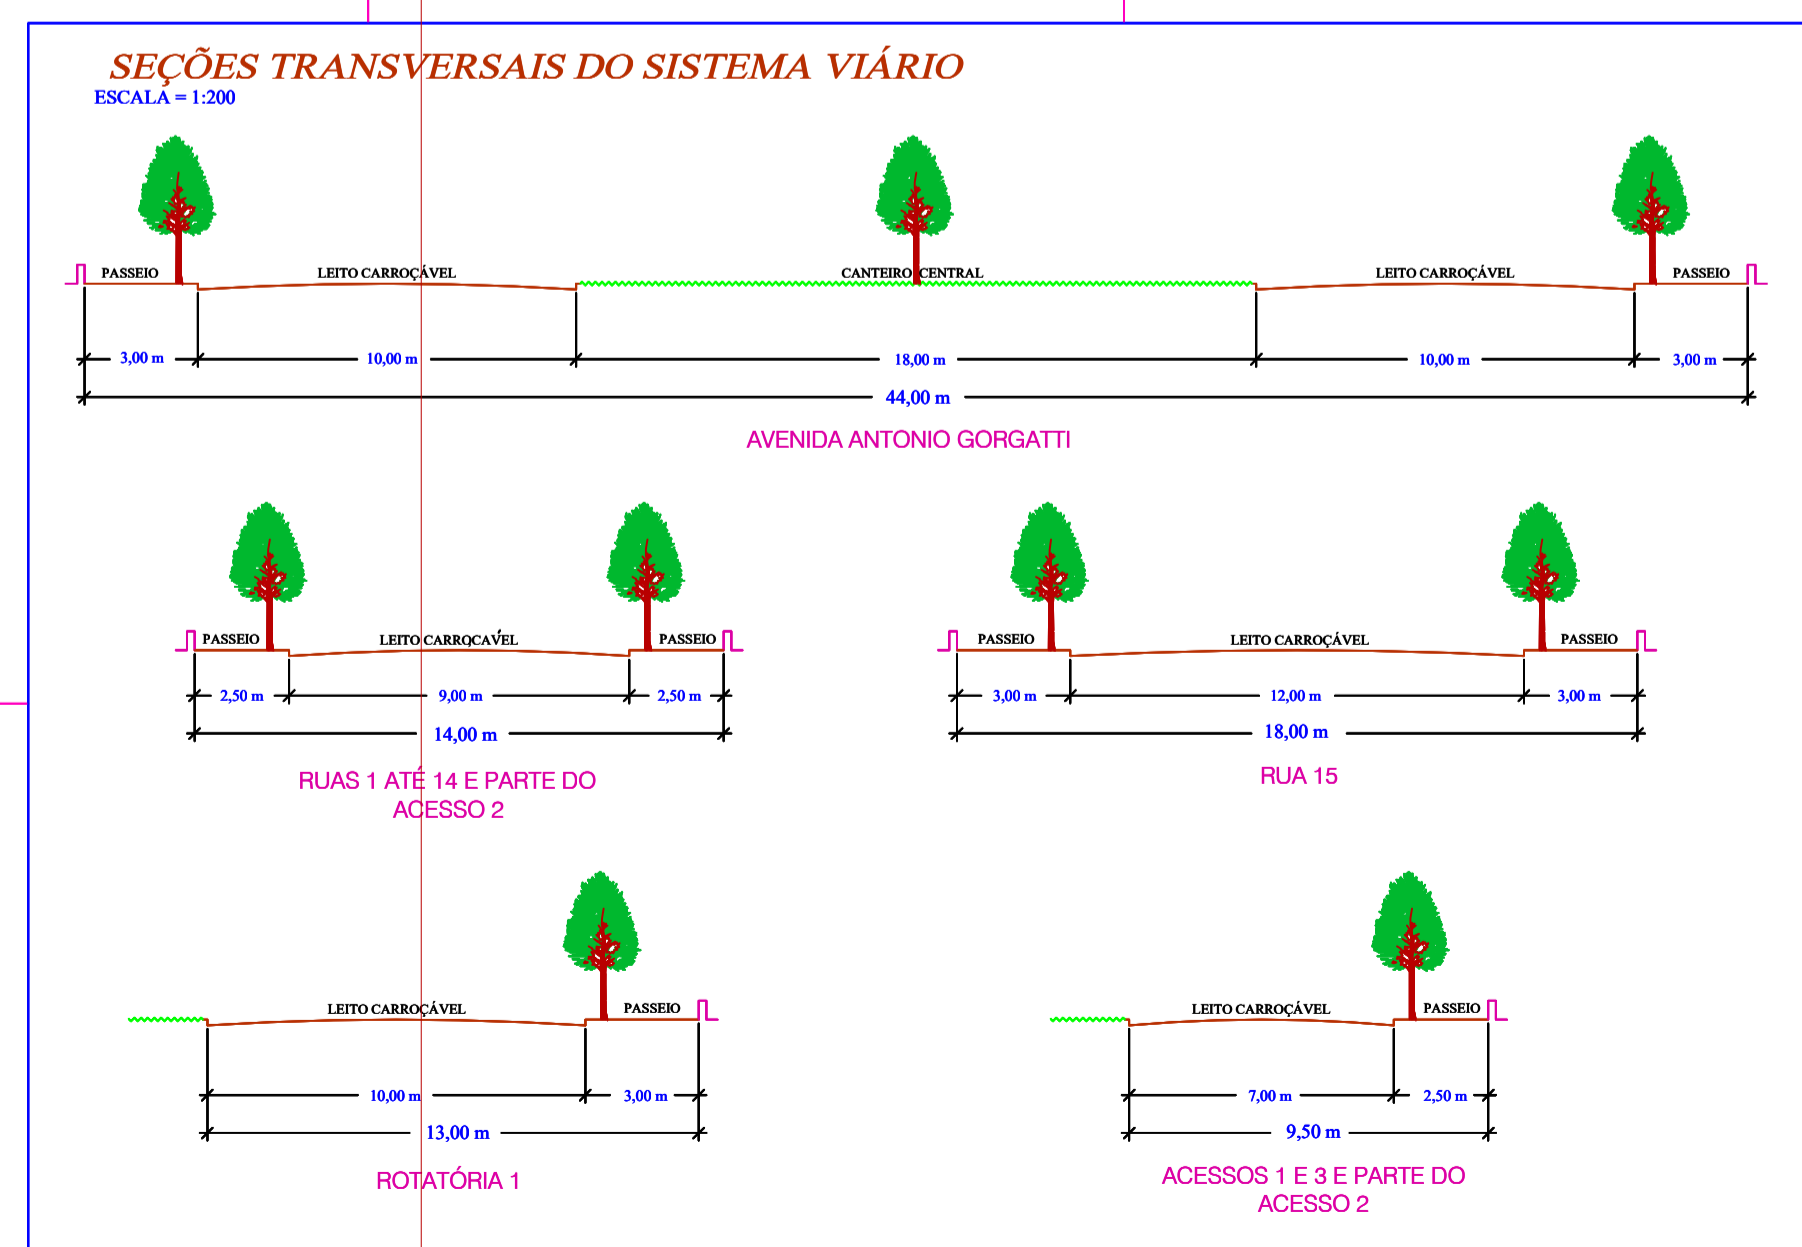 SEÇÕES TRANSVERSAIS DO SISTEMA VIÁRIO
ESCALA = 1:200
PASSEIO LEITO CARROÇÁVEL CANTEIRO CENTRAL LEITO CARROÇÁVEL PASSEIO
3,00 m 10,00 m 18,00 m 10,00 m 3,00 m
44,00 m
AVENIDA ANTONIO GORGATTI
PASSEIO LEITO CARROCAVÉL PASSEIO
2,50 m 9,00 m 2,50 m
14,00 m
RUAS 1 ATÉ 14 E PARTE DO
ACESSO 2
PASSEIO LEITO CARROÇÁVEL PASSEIO
3,00 m 12,00 m 3,00 m
18,00 m
RUA 15
LEITO CARROÇÁVEL PASSEIO
10,00 m 3,00 m
13,00 m
ROTATÓRIA 1
LEITO CARROÇÁVEL PASSEIO
7,00 m 2,50 m
9,50 m
ACESSOS 1 E 3 E PARTE DO
ACESSO 2